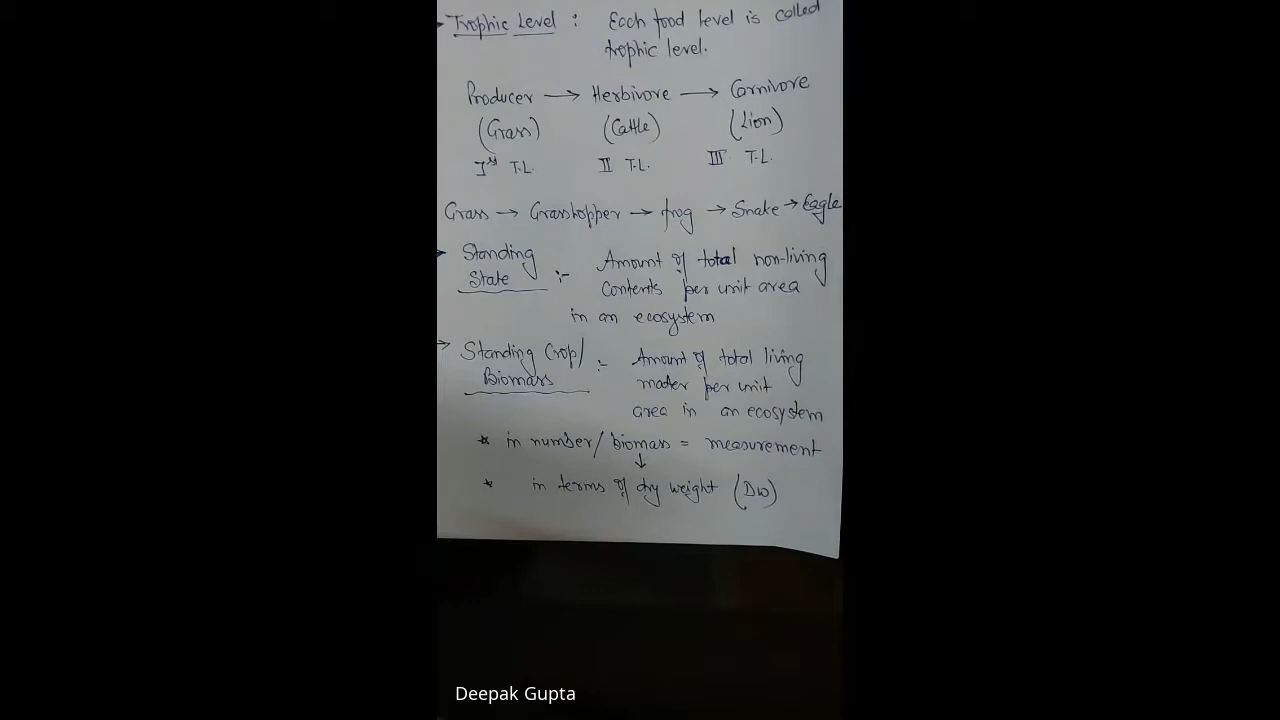 → Trophic Level : Each food level is called
trophic level.
Producer → Herbivore → Carnivore
(Grass) (Cattle) (Lion)
Ist T.L. II T.L. III T.L.
Grass → Grasshopper → frog → Snake → Eagle
→ Standing State :- Amount of total non-living
contents per unit area
in an ecosystem
→ Standing Crop/ Biomass :- Amount of total living
matter per unit
area in an ecosystem
* in number/biomass = measurement
↓
* in terms of dry weight (DW)
Deepak Gupta